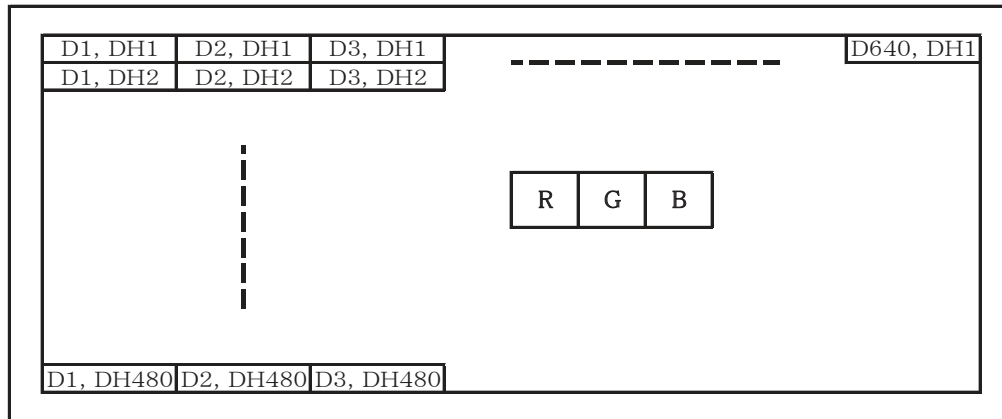 D1, DH1 D2, DH1 D3, DH1 D640, DH1
D1, DH2 D2, DH2 D3, DH2
R G B
D1, DH480 D2, DH480 D3, DH480